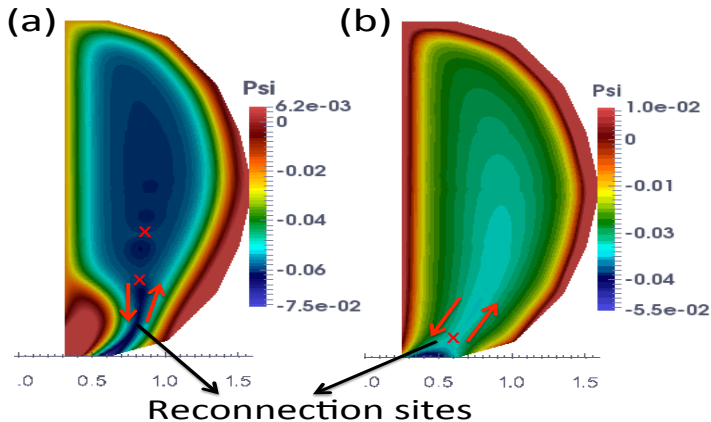 (a)
(b)
Psi
6.2e-03
0
-0.02
-0.04
-0.06
-7.5e-02
Psi
1.0e-02
0
-0.01
-0.03
-0.04
-5.5e-02
.0 0.5 1.0 1.5
.0 0.5 1.0 1.5
Reconnection sites